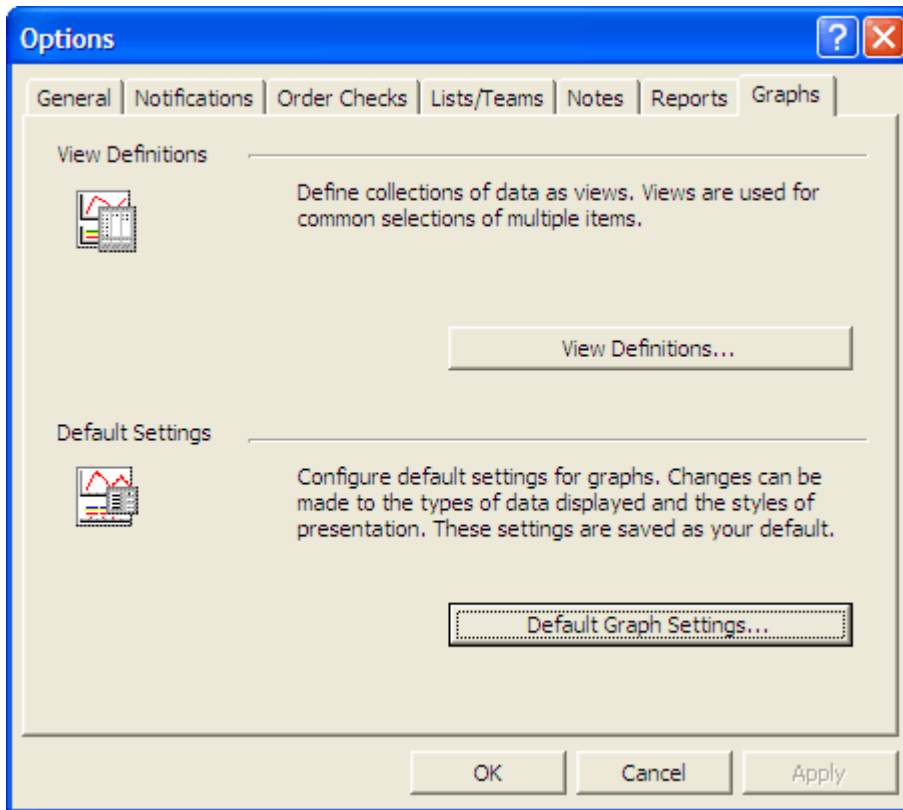 Options
General Notifications Order Checks Lists/Teams Notes Reports Graphs
View Definitions
Define collections of data as views. Views are used for
common selections of multiple items.
View Definitions...
Default Settings
Configure default settings for graphs. Changes can be
made to the types of data displayed and the styles of
presentation. These settings are saved as your default.
Default Graph Settings...
OK Cancel Apply